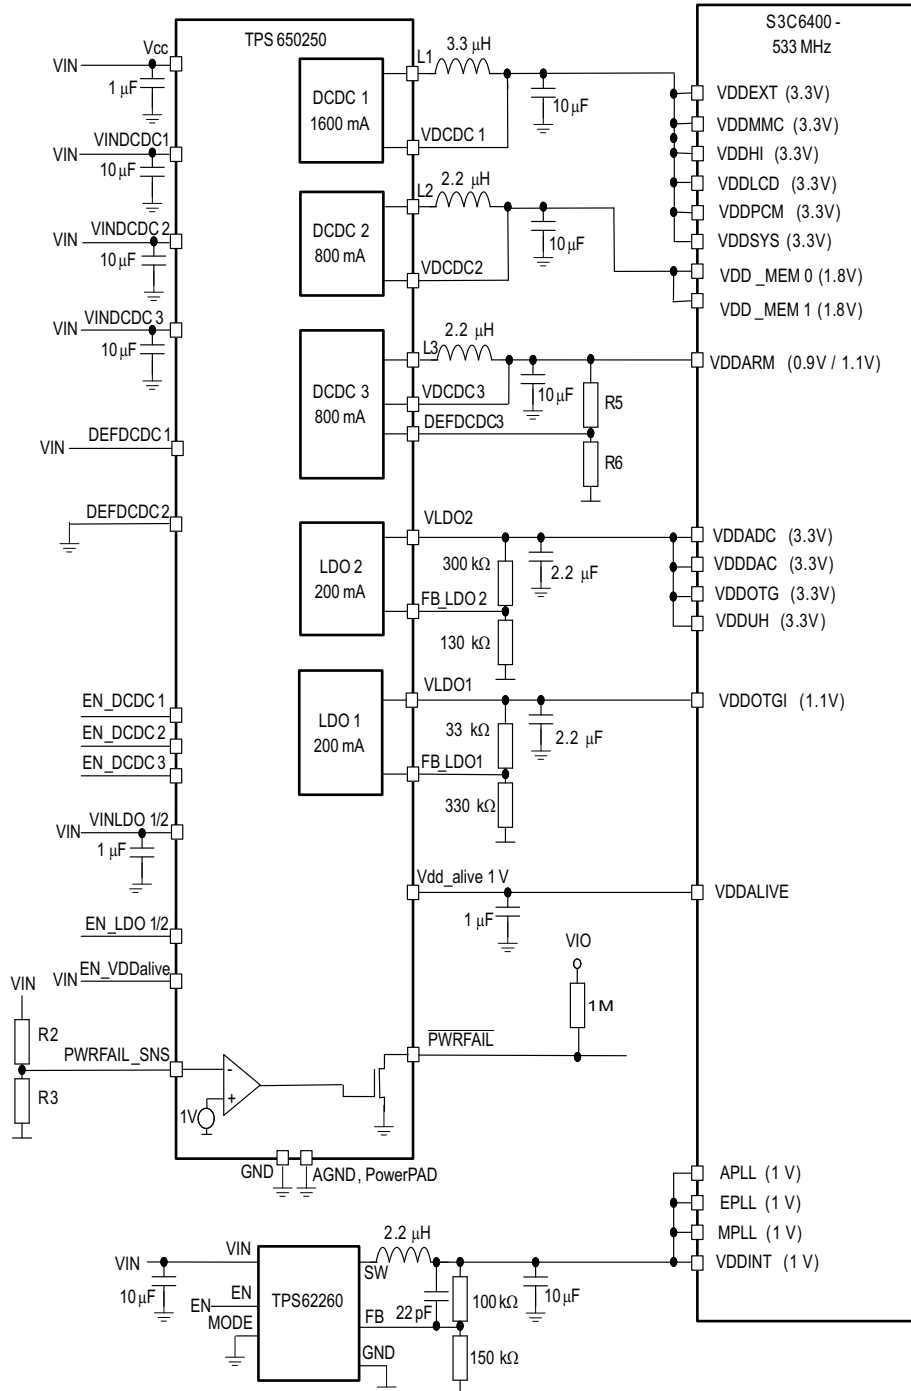 TPS 650250
S3C6400 -
533 MHz
VIN
Vcc
1 μF
VIN
VINDCDC1
10 μF
VIN
VINDCDC 2
10 μF
VIN
VINDCDC 3
10 μF
VIN
DEFDCDC 1
DEFDCDC 2
EN_DCDC 1
EN_DCDC 2
EN_DCDC 3
VIN
VINLDO 1/2
1 μF
EN_LDO 1/2
VIN
EN_VDDalive
VIN
R2
PWRFAIL_SNS
R3
1V
-
+
GND
AGND, PowerPAD
DCDC 1
1600 mA
L1
3.3 μH
10 μF
VDCDC 1
DCDC 2
800 mA
L2
2.2 μH
10 μF
VDCDC2
DCDC 3
800 mA
L3
2.2 μH
10 μF
VDCDC 3
DEFDCDC3
R5
R6
LDO 2
200 mA
VLDO2
300 kΩ
2.2 μF
FB_LDO 2
130 kΩ
LDO 1
200 mA
VLDO1
33 kΩ
2.2 μF
FB_LDO1
330 kΩ
Vdd_alive 1 V
1 μF
VIO
1M
PWRFAIL
VDDEXT (3.3V)
VDDMMC (3.3V)
VDDHI (3.3V)
VDDLCD (3.3V)
VDDPCM (3.3V)
VDDSYS (3.3V)
VDD _MEM 0 (1.8V)
VDD _MEM 1 (1.8V)
VDDARM (0.9V / 1.1V)
VDDADC (3.3V)
VDDDAC (3.3V)
VDDOTG (3.3V)
VDDUH (3.3V)
VDDOTGI (1.1V)
VDDALIVE
APLL (1 V)
EPLL (1 V)
MPLL (1 V)
VDDINT (1 V)
VIN
VIN
10 μF
EN
EN
MODE
TPS62260
SW
2.2 μH
FB
22 pF
100 kΩ
10 μF
GND
150 kΩ